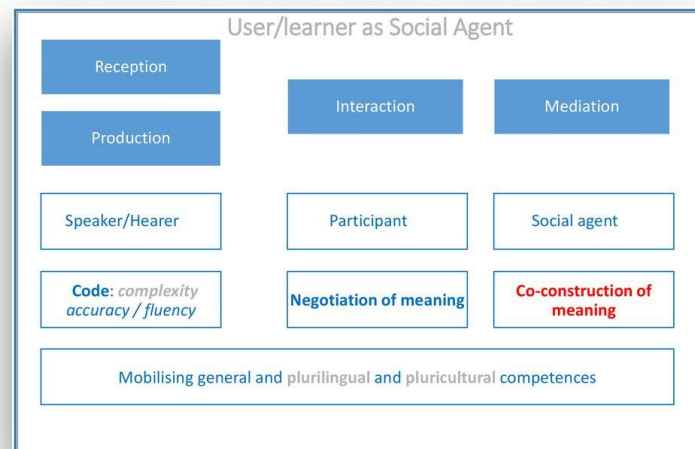 User/learner as Social Agent
Reception
Production
Interaction
Mediation
Speaker/Hearer
Participant
Social agent
Code: complexity
accuracy / fluency
Negotiation of meaning
Co-construction of
meaning
Mobilising general and plurilingual and pluricultural competences